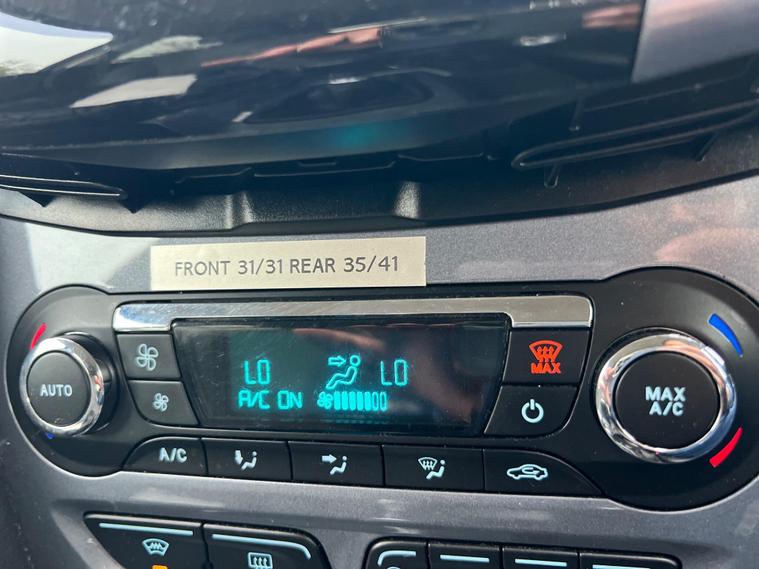 FRONT 31/31 REAR 35/41
LO LO
A/C ON
AUTO
MAX
MAX
A/C
A/C